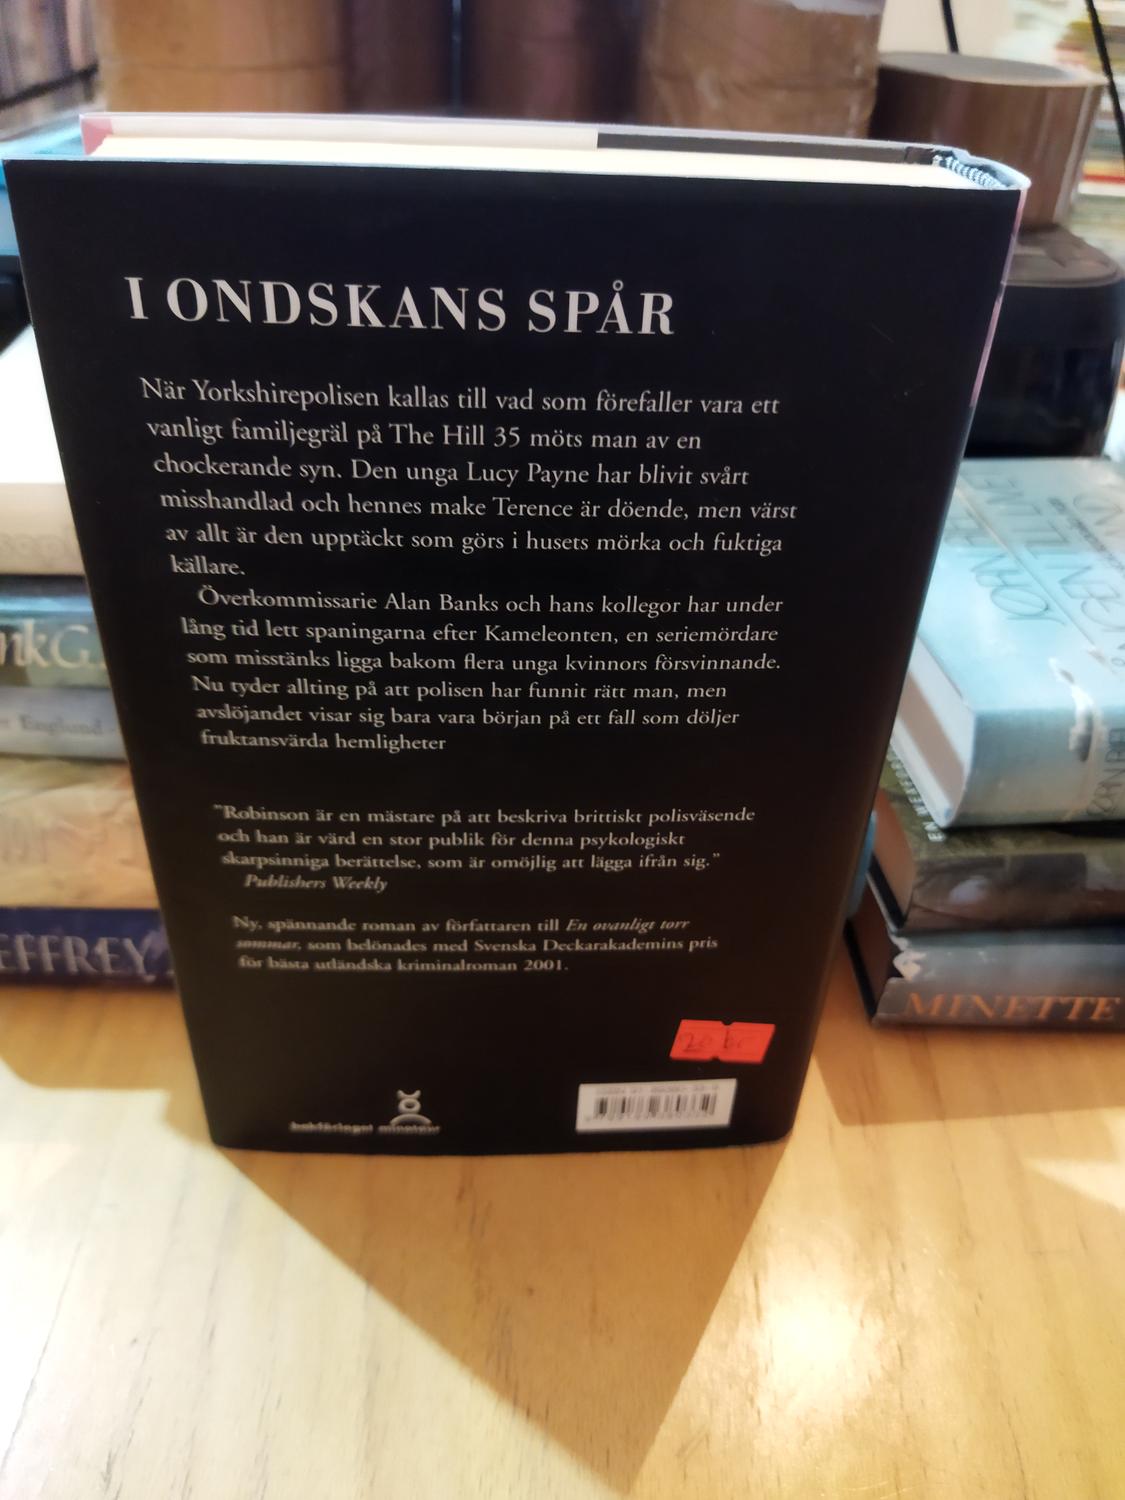 I ONDSKANS SPÅR
När Yorkshirepolisen kallas till vad som förefaller vara ett
vanligt familjegräl på The Hill 35 möts man av en
chockerande syn. Den unga Lucy Payne har blivit svårt
misshandlad och hennes make Terence är döende, men värst
av allt är den upptäckt som görs i husets mörka och fuktiga
källare.
Överkommissarie Alan Banks och hans kollegor har under
lång tid lett spaningarna efter Kameleonten, en seriemördare
som misstänks ligga bakom flera unga kvinnors försvinnande.
Nu tyder allting på att polisen har funnit rätt man, men
avslöjandet visar sig bara vara början på ett fall som döljer
fruktansvärda hemligheter
"Robinson är en mästare på att beskriva brittiskt polisväsende
och han är värd en stor publik för denna psykologiskt
skarpsinniga berättelse, som är omöjlig att lägga ifrån sig."
Publishers Weekly
Ny, spännande roman av författaren till En ovanligt torr
sommar, som belönades med Svenska Deckarakademins pris
för bästa utländska kriminalroman 2001.
20 kr
bokförlaget minotaur
Englund
EFFREY
MINETTE